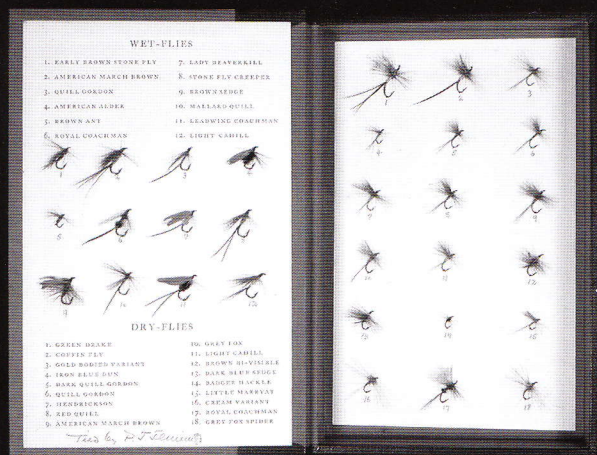 WET-FLIES
1. EARLY BROWN STONE FLY
2. AMERICAN MARCH BROWN
3. QUILL GORDON
4. AMERICAN ALDER
5. BROWN ANT
6. ROYAL COACHMAN
7. LADY BEAVERKILL
8. STONE FLY CREEPER
9. BROWN SEDGE
10. MALLARD QUILL
11. LEADWING COACHMAN
12. LIGHT CAHILL
DRY-FLIES
1. GREEN DRAKE
2. COFFIN FLY
3. GOLD BODIED VARIANT
4. IRON BLUE DUN
5. DARK QUILL GORDON
6. QUILL GORDON
7. HENDRICKSON
8. RED QUILL
9. AMERICAN MARCH BROWN
10. GREY FOX
11. LIGHT CAHILL
12. BROWN BI-VISIBLE
13. DARK BLUE SEDGE
14. BADGER HACKLE
15. LITTLE MARRYAT
16. CREAM VARIANT
17. ROYAL COACHMAN
18. GREY FOX SPIDER
Tied by P J